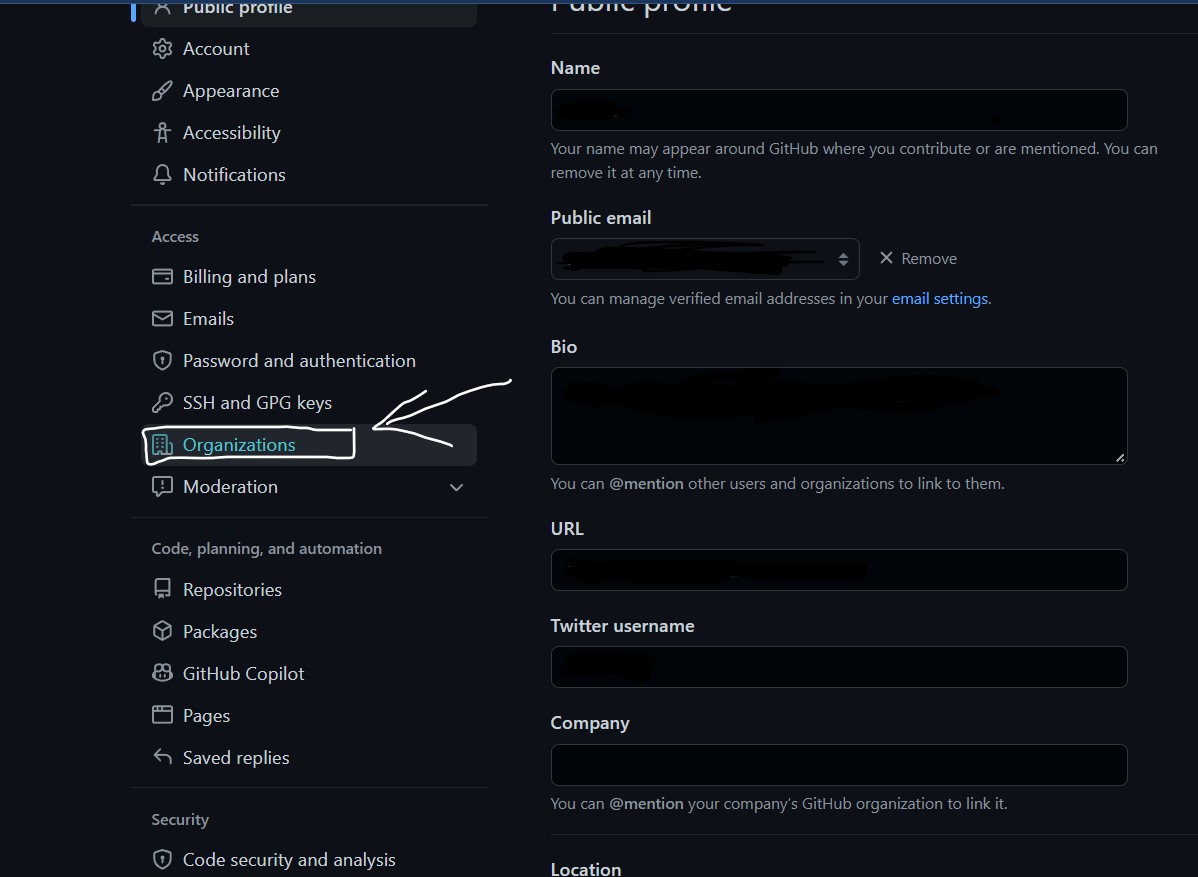 Public profile
Account
Appearance
Accessibility
Notifications
Access
Billing and plans
Emails
Password and authentication
SSH and GPG keys
Organizations
Moderation
Code, planning, and automation
Repositories
Packages
GitHub Copilot
Pages
Saved replies
Security
Code security and analysis
Public profile
Name
Your name may appear around GitHub where you contribute or are mentioned. You can
remove it at any time.
Public email
Remove
You can manage verified email addresses in your email settings.
Bio
You can @mention other users and organizations to link to them.
URL
Twitter username
Company
You can @mention your company's GitHub organization to link it.
Location